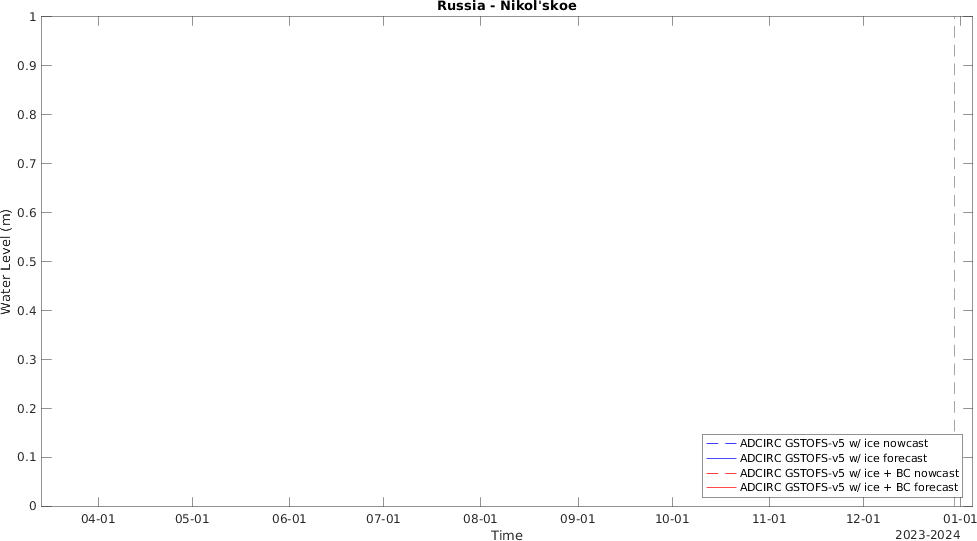 Russia - Nikol'skoe
1
0.9
0.8
0.7
0.6
0.5
0.4
0.3
0.2
0.1
0
Water Level (m)
ADCIRC GSTOFS-v5 w/ ice nowcast
ADCIRC GSTOFS-v5 w/ ice forecast
ADCIRC GSTOFS-v5 w/ ice + BC nowcast
ADCIRC GSTOFS-v5 w/ ice + BC forecast
04-01 05-01 06-01 07-01 08-01 09-01 10-01 11-01 12-01 01-01
Time
2023-2024